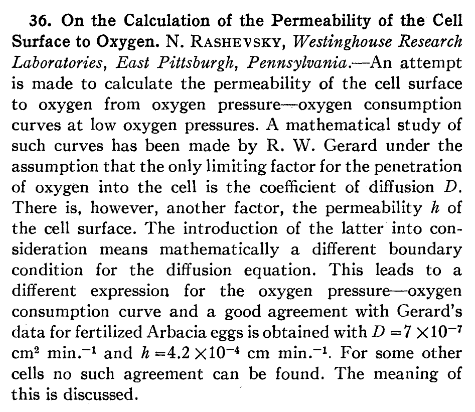 36. On the Calculation of the Permeability of the Cell
Surface to Oxygen. N. RASHEVSKY, Westinghouse Research
Laboratories, East Pittsburgh, Pennsylvania.—An attempt
is made to calculate the permeability of the cell surface
to oxygen from oxygen pressure—oxygen consumption
curves at low oxygen pressures. A mathematical study of
such curves has been made by R. W. Gerard under the
assumption that the only limiting factor for the penetration
of oxygen into the cell is the coefficient of diffusion D.
There is, however, another factor, the permeability h of
the cell surface. The introduction of the latter into con-
sideration means mathematically a different boundary
condition for the diffusion equation. This leads to a
different expression for the oxygen pressure—oxygen
consumption curve and a good agreement with Gerard's
data for fertilized Arbacia eggs is obtained with D=7×10⁻⁷
cm² min.⁻¹ and h=4.2×10⁻⁴ cm min.⁻¹. For some other
cells no such agreement can be found. The meaning of
this is discussed.